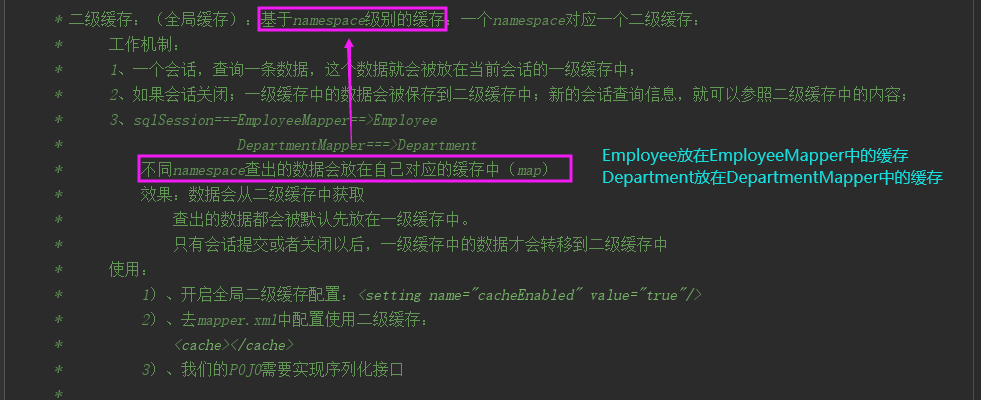 * 二级缓存：（全局缓存）：基于namespace级别的缓存：一个namespace对应一个二级缓存：
* 工作机制：
* 1、一个会话，查询一条数据，这个数据就会被放在当前会话的一级缓存中；
* 2、如果会话关闭；一级缓存中的数据会被保存到二级缓存中；新的会话查询信息，就可以参照二级缓存中的内容；
* 3、sqlSession===EmployeeMapper==>Employee
* DepartmentMapper===>Department
* 不同namespace查出的数据会放在自己对应的缓存中（map）
Employee放在EmployeeMapper中的缓存
Department放在DepartmentMapper中的缓存
* 效果：数据会从二级缓存中获取
* 查出的数据都会被默认先放在一级缓存中。
* 只有会话提交或者关闭以后，一级缓存中的数据才会转移到二级缓存中
* 使用：
* 1）、开启全局二级缓存配置：<setting name="cacheEnabled" value="true"/>
* 2）、去mapper.xml中配置使用二级缓存：
* <cache></cache>
* 3）、我们的POJO需要实现序列化接口
*